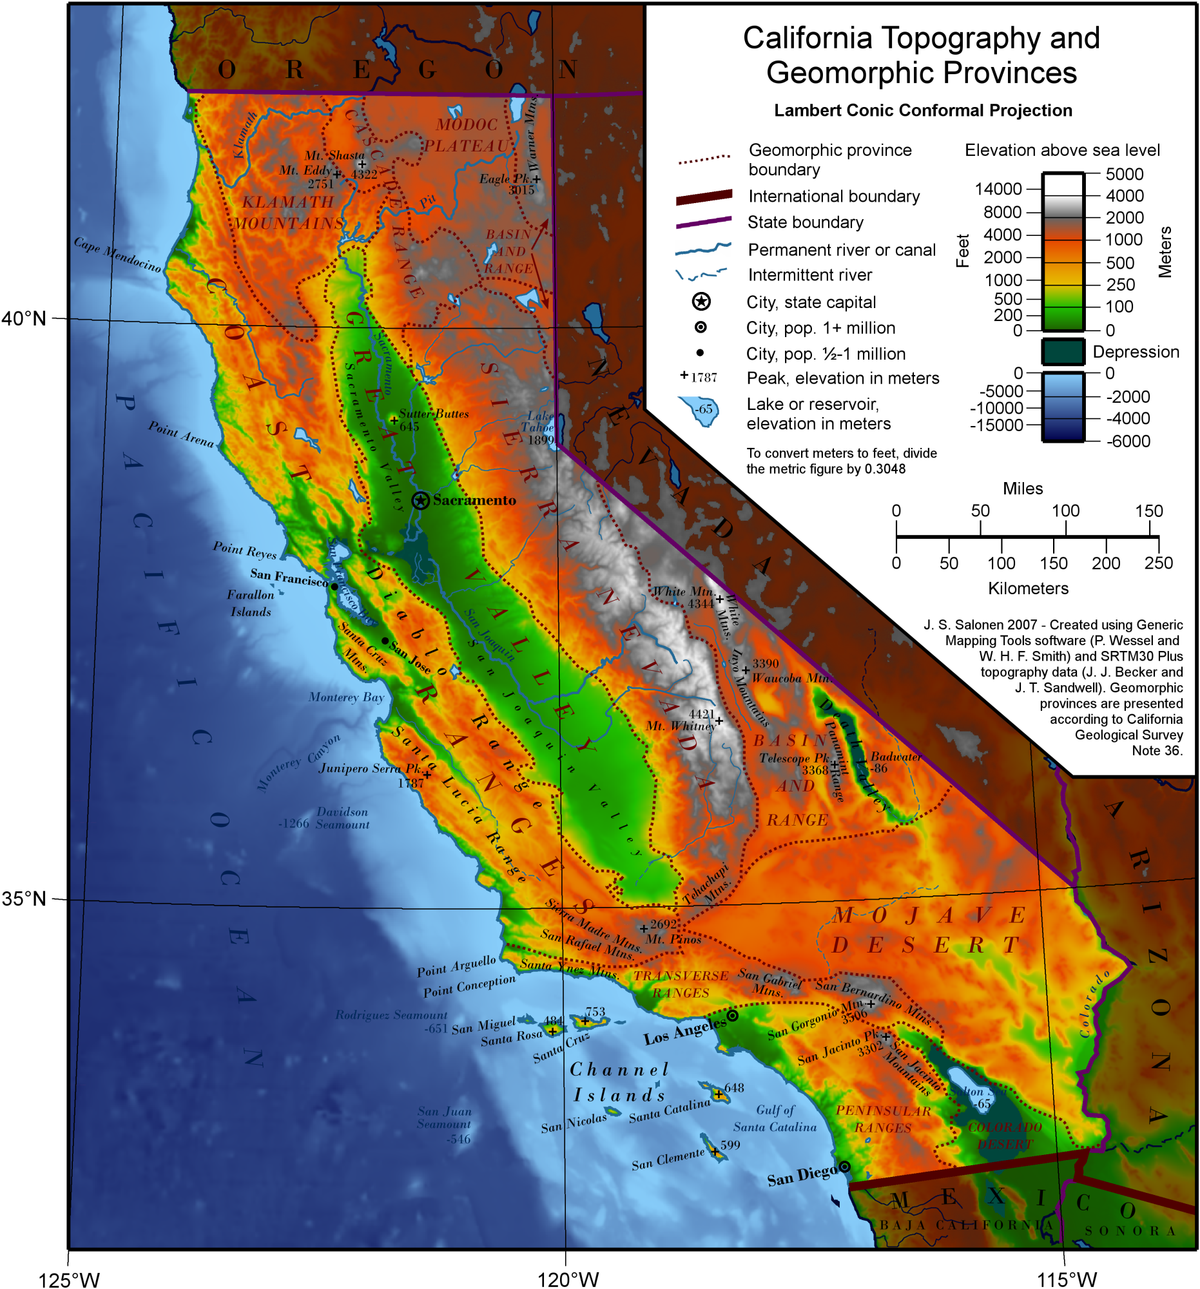 California Topography and
Geomorphic Provinces
Lambert Conic Conformal Projection
Geomorphic province
boundary
International boundary
State boundary
Permanent river or canal
Intermittent river
City, state capital
City, pop. 1+ million
City, pop. ½-1 million
1787
Peak, elevation in meters
-65
Lake or reservoir,
elevation in meters
To convert meters to feet, divide
the metric figure by 0.3048
Elevation above sea level
Feet
Meters
14000
8000
4000
2000
1000
500
200
0
5000
4000
2000
1000
500
250
100
0
Depression
0
-5000
-10000
-15000
0
-2000
-4000
-6000
Miles
0 50 100 150
0 50 100 150 200 250
Kilometers
J. S. Salonen 2007 - Created using Generic
Mapping Tools software (P. Wessel and
W. H. F. Smith) and SRTM30 Plus
topography data (J. J. Becker and
J. T. Sandwell). Geomorphic
provinces are presented
according to California
Geological Survey
Note 36.
OREGON
NEVADA
ARIZONA
MEXICO
BAJA CALIFORNIA
SONORA
PACIFIC OCEAN
40°N
35°N
125°W
120°W
115°W
Klamath
CASCADE RANGE
MODOC
PLATEAU
Warner Mtns.
Mt. Shasta
4322
Mt. Eddy
2751
Eagle Pk.
3015
KLAMATH
MOUNTAINS
Pit
BASIN
AND
RANGE
Cape Mendocino
COAST RANGES
GREAT VALLEY
Sacramento
Sacramento Valley
Sutter Buttes
645
SIERRA NEVADA
Lake
Tahoe
1899
Point Arena
Sacramento
Point Reyes
San Francisco
San Francisco Bay
Farallon
Islands
Diablo Range
Santa Cruz
Mtns.
San Jose
San Joaquin
San Joaquin Valley
Monterey Bay
Monterey Canyon
Santa Lucia Range
Junipero Serra Pk.
1787
Davidson
-1266 Seamount
White Mtn.
4344
White Mtns.
Inyo Mountains
3390
Waucoba Mtn.
4421
Mt. Whitney
BASIN
AND
RANGE
Death Valley
Panamint Range
Telescope Pk.
3368
Badwater
-86
Tehachapi
Mtns.
MOJAVE
DESERT
Sierra Madre Mtns.
San Rafael Mtns.
2692
Mt. Pinos
Santa Ynez Mtns.
TRANSVERSE
RANGES
San Gabriel
Mtns.
San Bernardino Mtns.
San Gorgonio Mtn.
3506
San Jacinto Pk.
3302
San Jacinto
Mountains
Colorado
Point Arguello
Point Conception
Rodriguez Seamount
-651
San Miguel
484
Santa Rosa
753
Santa Cruz
Los Angeles
Channel
Islands
648
Santa Catalina
San Nicolas
Gulf of
Santa Catalina
599
San Clemente
San Juan
Seamount
-546
San Diego
PENINSULAR
RANGES
Salton Sea
-65
COLORADO
DESERT